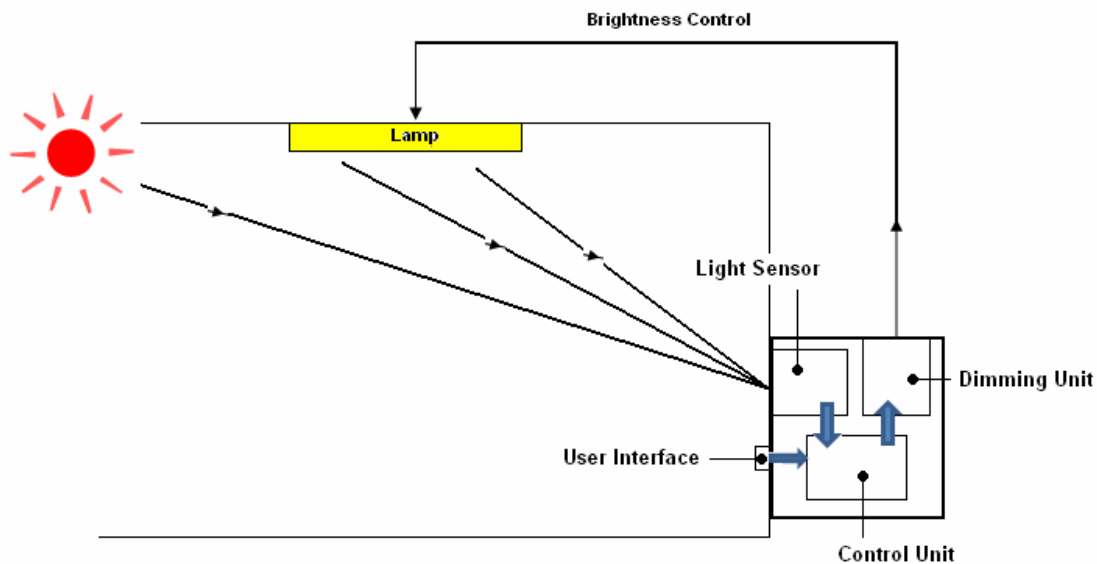 Brightness Control
Lamp
Light Sensor
Dimming Unit
User Interface
Control Unit